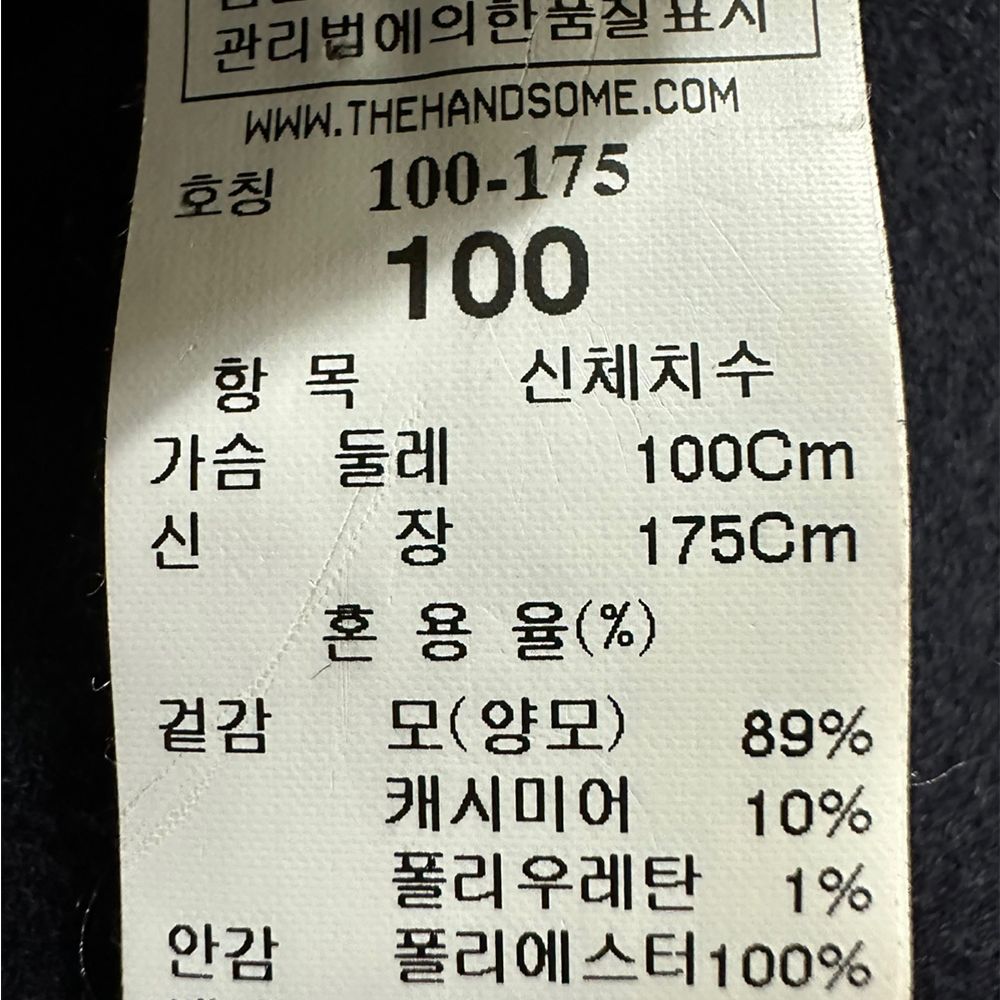 관리법에의한품질표시
WWW.THEHANDSOME.COM
호칭 100-175
100
항 목 신체치수
가슴 둘레 100Cm
신 장 175Cm
혼 용 율(%)
겉감 모(양모) 89%
캐시미어 10%
폴리우레탄 1%
안감 폴리에스터100%